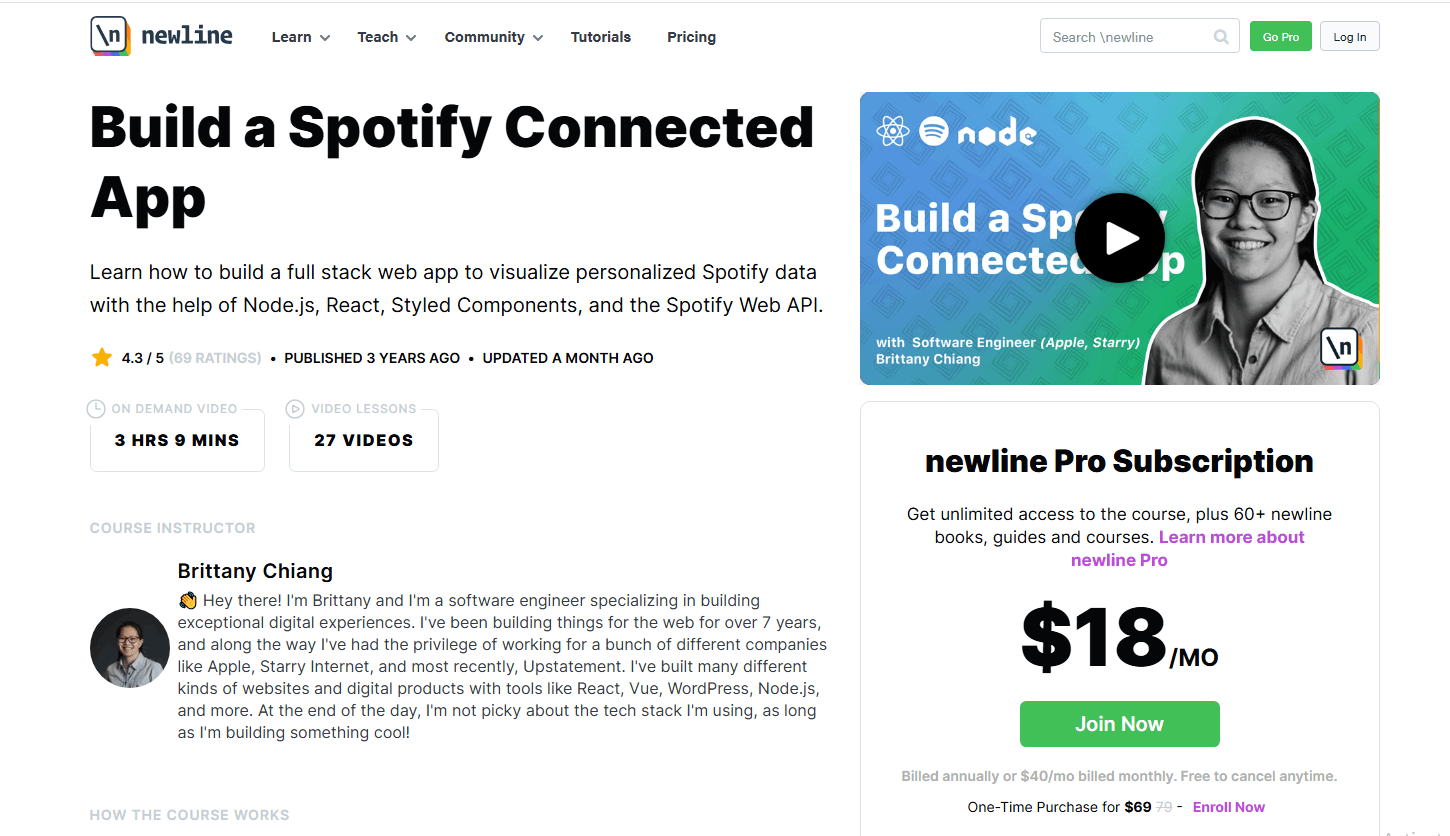 \n newline Learn Teach Community Tutorials Pricing Search \newline Go Pro Log In
Build a Spotify Connected
App
Learn how to build a full stack web app to visualize personalized Spotify data
with the help of Node.js, React, Styled Components, and the Spotify Web API.
4.3 / 5 (69 RATINGS) • PUBLISHED 3 YEARS AGO • UPDATED A MONTH AGO
ON DEMAND VIDEO
3 HRS 9 MINS
VIDEO LESSONS
27 VIDEOS
COURSE INSTRUCTOR
Brittany Chiang
👏 Hey there! I'm Brittany and I'm a software engineer specializing in building
exceptional digital experiences. I've been building things for the web for over 7 years,
and along the way I've had the privilege of working for a bunch of different companies
like Apple, Starry Internet, and most recently, Upstatement. I've built many different
kinds of websites and digital products with tools like React, Vue, WordPress, Node.js,
and more. At the end of the day, I'm not picky about the tech stack I'm using, as long
as I'm building something cool!
HOW THE COURSE WORKS
node
Build a Spotify
Connected App
with Software Engineer (Apple, Starry)
Brittany Chiang
\n
newline Pro Subscription
Get unlimited access to the course, plus 60+ newline
books, guides and courses. Learn more about
newline Pro
$18/MO
Join Now
Billed annually or $40/mo billed monthly. Free to cancel anytime.
One-Time Purchase for $69 79 - Enroll Now